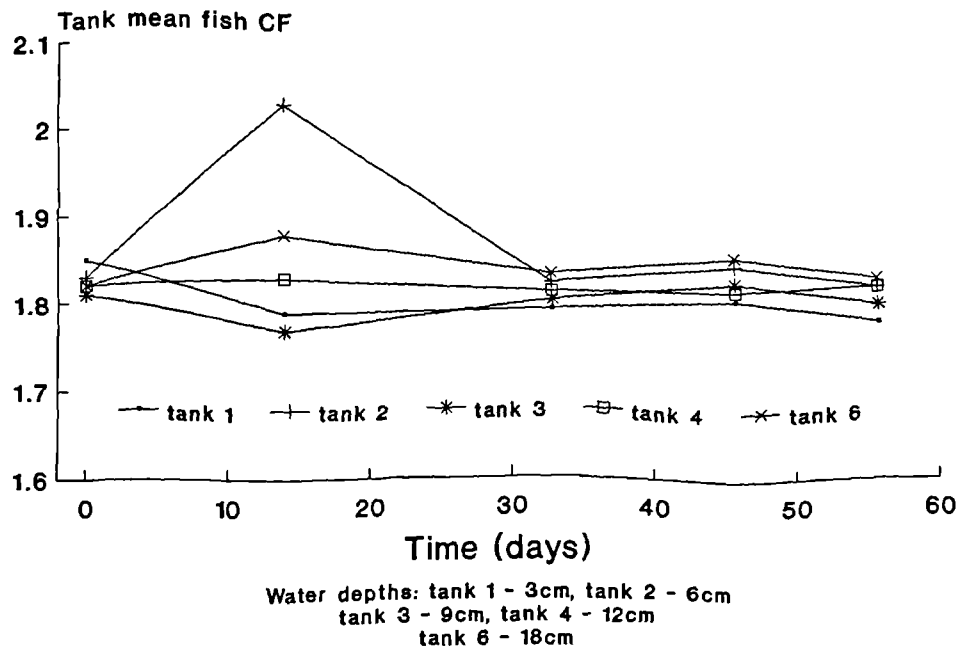 Tank mean fish CF
2.1
2
1.9
1.8
1.7
1.6
tank 1 tank 2 tank 3 tank 4 tank 6
0 10 20 30 40 50 60
Time (days)
Water depths: tank 1 - 3cm, tank 2 - 6cm
tank 3 - 9cm, tank 4 - 12cm
tank 6 - 18cm